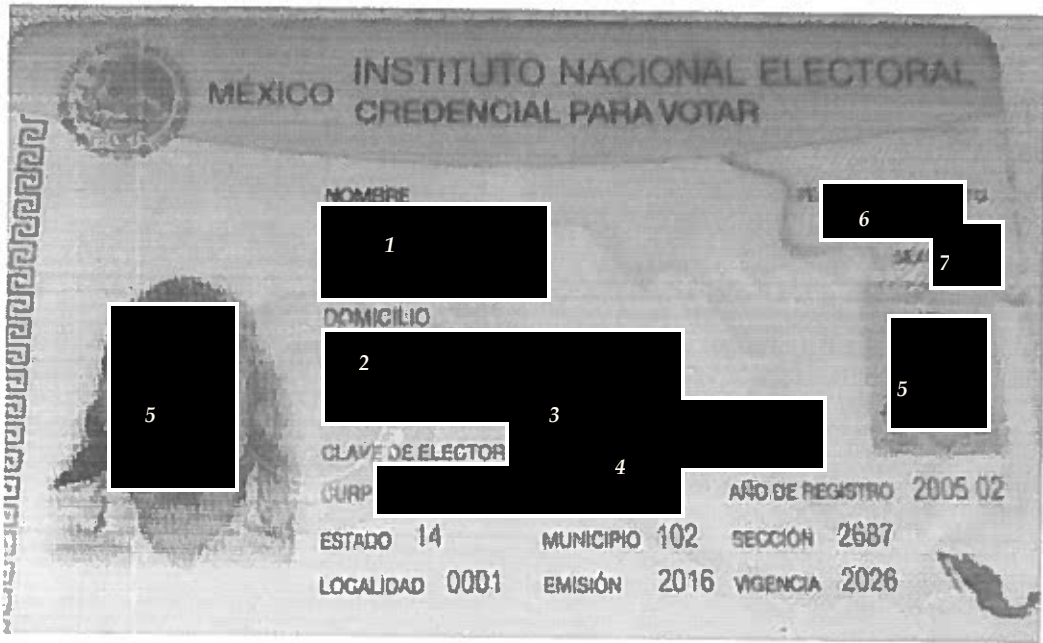 MÉXICO INSTITUTO NACIONAL ELECTORAL
CREDENCIAL PARA VOTAR
NOMBRE
1
6
7
DOMICILIO
2
3
5
5
CLAVE DE ELECTOR
4
CURP
AÑO DE REGISTRO 2005 02
ESTADO 14 MUNICIPIO 102 SECCIÓN 2687
LOCALIDAD 0001 EMISIÓN 2016 VIGENCIA 2026